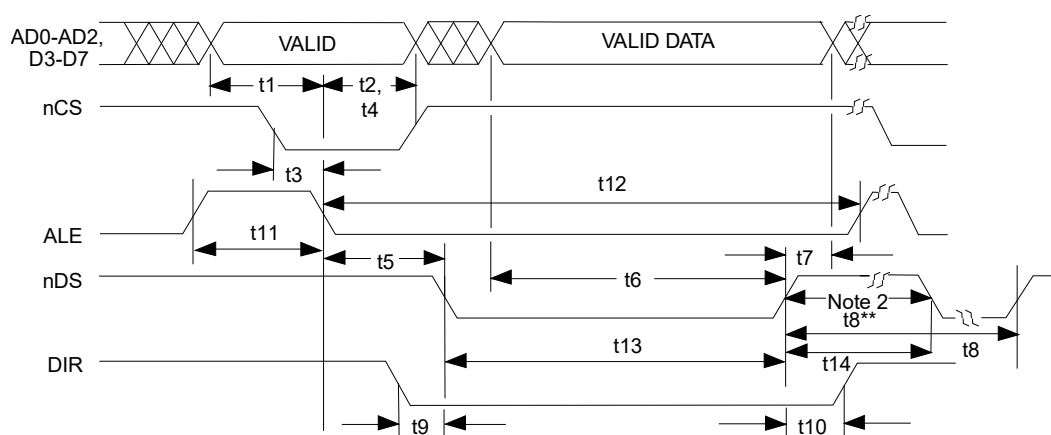 AD0-AD2,
D3-D7
VALID
VALID DATA
t1
t2,
t4
nCS
t3
t12
ALE
t11
t5
t7
nDS
t6
Note 2
t8**
t8
t13
t14
DIR
t9
t10